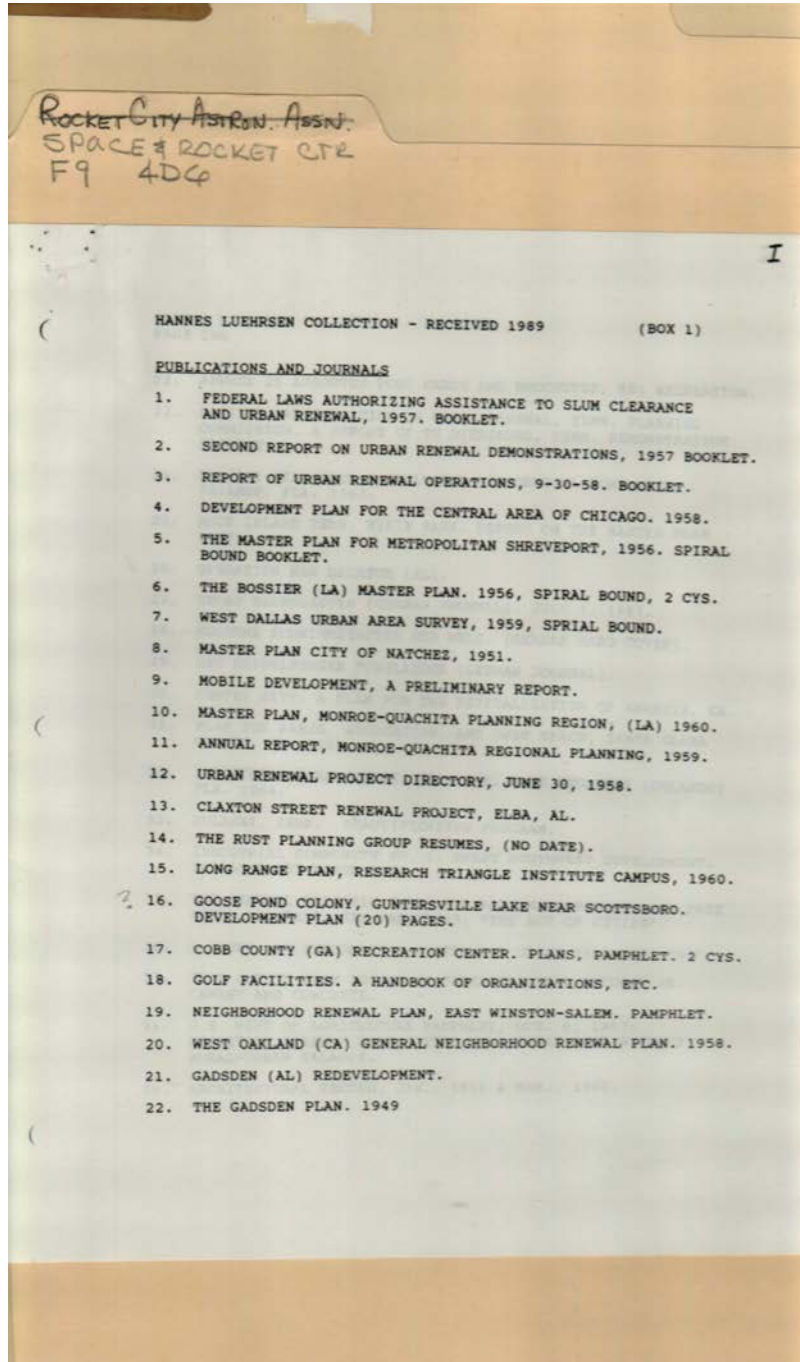 ROCKET CITY ASTRON. ASSN.
SPACE & ROCKET CTR
F9 4D6
I
HANNES LUEHRSEN COLLECTION - RECEIVED 1989 (BOX 1)
PUBLICATIONS AND JOURNALS
1. FEDERAL LAWS AUTHORIZING ASSISTANCE TO SLUM CLEARANCE
AND URBAN RENEWAL, 1957. BOOKLET.
2. SECOND REPORT ON URBAN RENEWAL DEMONSTRATIONS, 1957 BOOKLET.
3. REPORT OF URBAN RENEWAL OPERATIONS, 9-30-58. BOOKLET.
4. DEVELOPMENT PLAN FOR THE CENTRAL AREA OF CHICAGO. 1958.
5. THE MASTER PLAN FOR METROPOLITAN SHREVEPORT, 1956. SPIRAL
BOUND BOOKLET.
6. THE BOSSIER (LA) MASTER PLAN. 1956, SPIRAL BOUND, 2 CYS.
7. WEST DALLAS URBAN AREA SURVEY, 1959, SPRIAL BOUND.
8. MASTER PLAN CITY OF NATCHEZ, 1951.
9. MOBILE DEVELOPMENT, A PRELIMINARY REPORT.
10. MASTER PLAN, MONROE-QUACHITA PLANNING REGION, (LA) 1960.
11. ANNUAL REPORT, MONROE-QUACHITA REGIONAL PLANNING, 1959.
12. URBAN RENEWAL PROJECT DIRECTORY, JUNE 30, 1958.
13. CLAXTON STREET RENEWAL PROJECT, ELBA, AL.
14. THE RUST PLANNING GROUP RESUMES, (NO DATE).
15. LONG RANGE PLAN, RESEARCH TRIANGLE INSTITUTE CAMPUS, 1960.
? 16. GOOSE POND COLONY, GUNTERSVILLE LAKE NEAR SCOTTSBORO.
DEVELOPMENT PLAN (20) PAGES.
17. COBB COUNTY (GA) RECREATION CENTER. PLANS, PAMPHLET. 2 CYS.
18. GOLF FACILITIES. A HANDBOOK OF ORGANIZATIONS, ETC.
19. NEIGHBORHOOD RENEWAL PLAN, EAST WINSTON-SALEM. PAMPHLET.
20. WEST OAKLAND (CA) GENERAL NEIGHBORHOOD RENEWAL PLAN. 1958.
21. GADSDEN (AL) REDEVELOPMENT.
22. THE GADSDEN PLAN. 1949